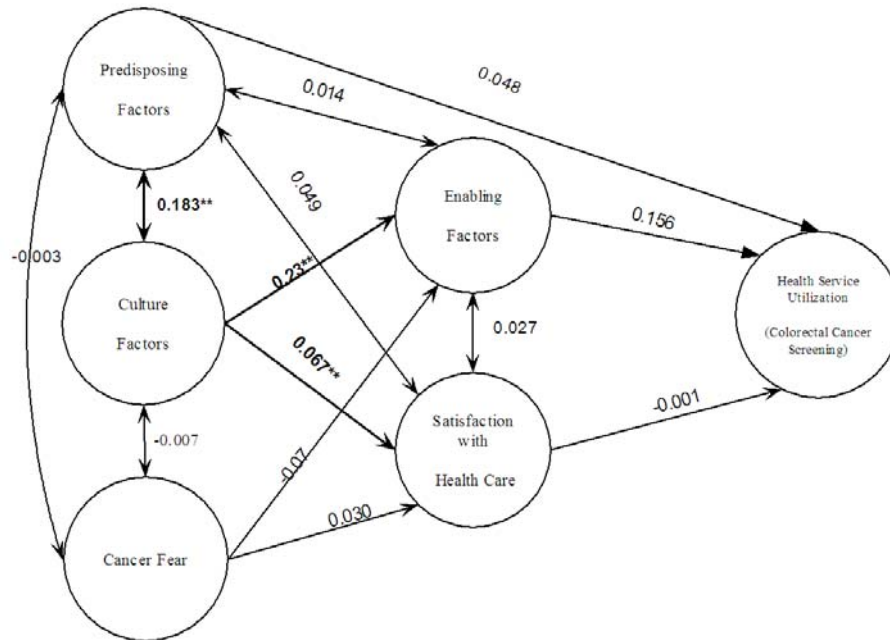 Predisposing
Factors
0.048
0.014
0.049
0.183**
-0.003
Enabling
Factors
0.156
0.23**
Culture
Factors
Health Service
Utilization
(Colorectal Cancer
Screening)
0.027
0.067**
-0.007
-0.07
Satisfaction
with
Health Care
-0.001
0.030
Cancer Fear